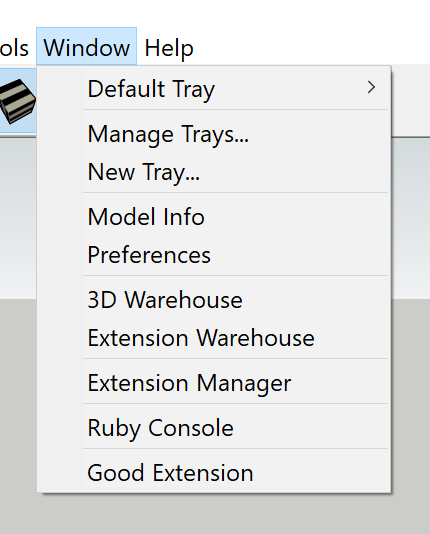 ols Window Help
Default Tray
Manage Trays...
New Tray...
Model Info
Preferences
3D Warehouse
Extension Warehouse
Extension Manager
Ruby Console
Good Extension